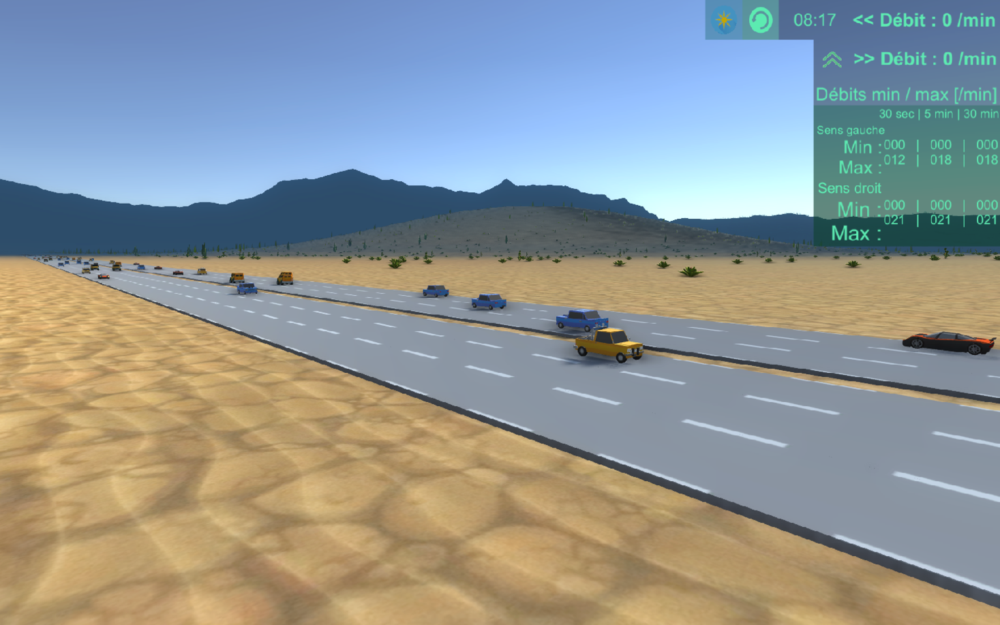 08:17 << Débit : 0 /min
>> Débit : 0 /min
Débits min / max [/min]
30 sec | 5 min | 30 min
Sens gauche
Min : 000 | 000 | 000
Max : 012 | 018 | 018
Sens droit
Min : 000 | 000 | 000
Max : 021 | 021 | 021